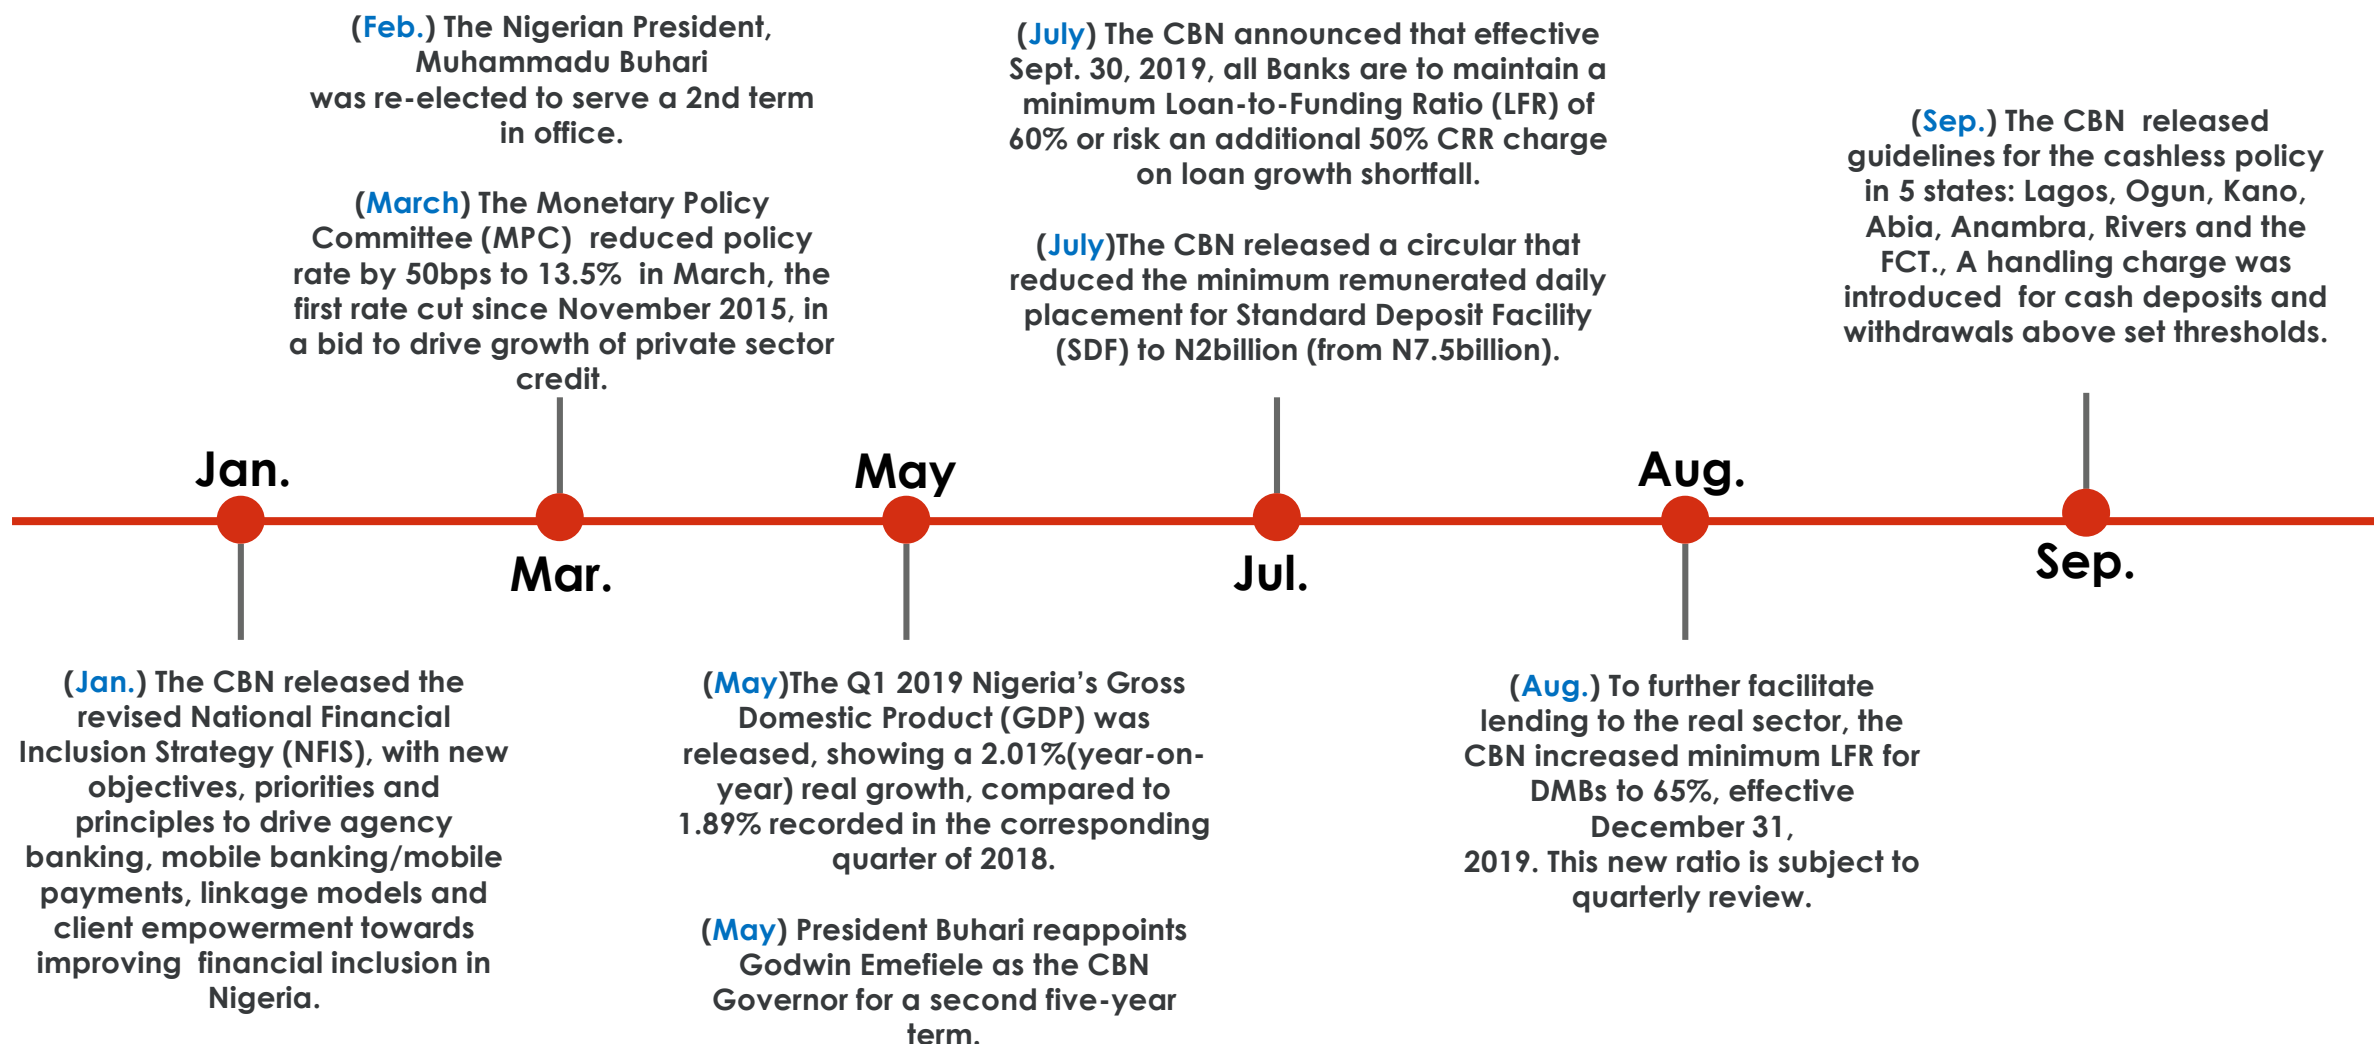 (Feb.) The Nigerian President,
Muhammadu Buhari
was re-elected to serve a 2nd term
in office.
(March) The Monetary Policy
Committee (MPC) reduced policy
rate by 50bps to 13.5% in March, the
first rate cut since November 2015, in
a bid to drive growth of private sector
credit.
(July) The CBN announced that effective
Sept. 30, 2019, all Banks are to maintain a
minimum Loan-to-Funding Ratio (LFR) of
60% or risk an additional 50% CRR charge
on loan growth shortfall.
(July)The CBN released a circular that
reduced the minimum remunerated daily
placement for Standard Deposit Facility
(SDF) to N2billion (from N7.5billion).
(Sep.) The CBN released
guidelines for the cashless policy
in 5 states: Lagos, Ogun, Kano,
Abia, Anambra, Rivers and the
FCT., A handling charge was
introduced for cash deposits and
withdrawals above set thresholds.
Jan.
Mar.
May
Jul.
Aug.
Sep.
(Jan.) The CBN released the
revised National Financial
Inclusion Strategy (NFIS), with new
objectives, priorities and
principles to drive agency
banking, mobile banking/mobile
payments, linkage models and
client empowerment towards
improving financial inclusion in
Nigeria.
(May)The Q1 2019 Nigeria’s Gross
Domestic Product (GDP) was
released, showing a 2.01%(year-on-
year) real growth, compared to
1.89% recorded in the corresponding
quarter of 2018.
(May) President Buhari reappoints
Godwin Emefiele as the CBN
Governor for a second five-year
term.
(Aug.) To further facilitate
lending to the real sector, the
CBN increased minimum LFR for
DMBs to 65%, effective
December 31,
2019. This new ratio is subject to
quarterly review.